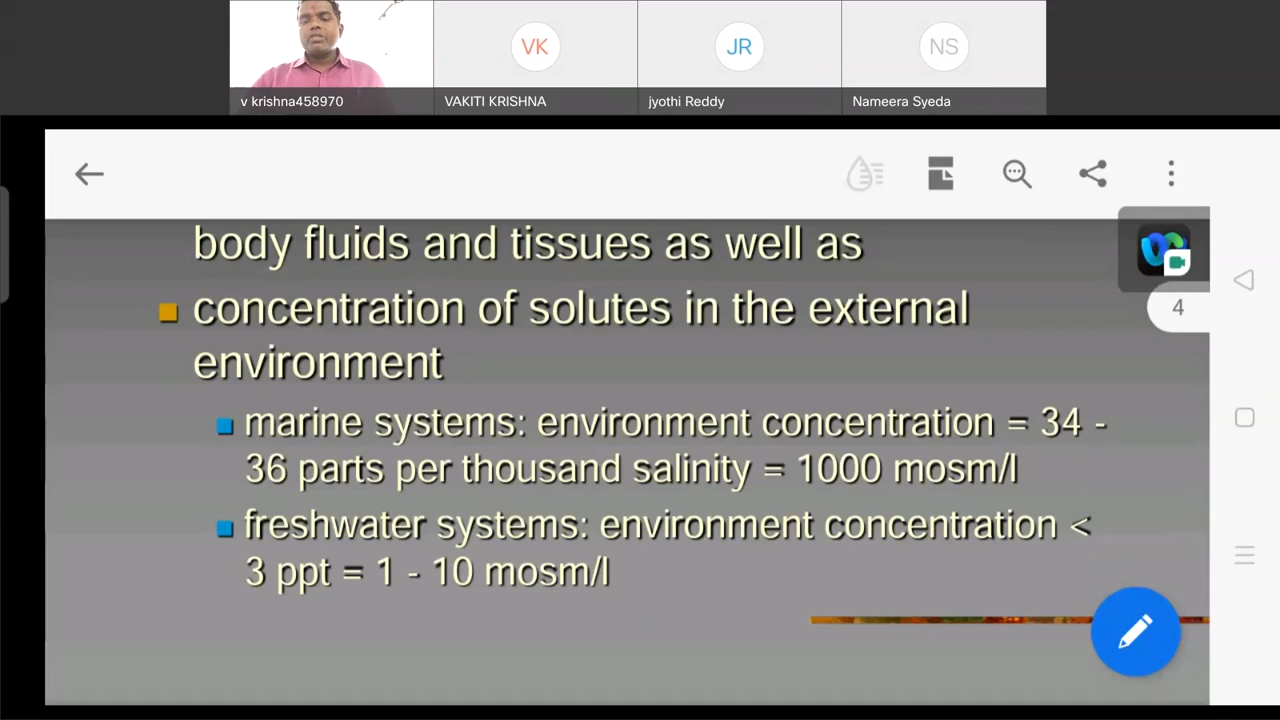 VK
JR
NS
v krishna458970
VAKITI KRISHNA
jyothi Reddy
Nameera Syeda
body fluids and tissues as well as
concentration of solutes in the external
environment
marine systems: environment concentration = 34 -
36 parts per thousand salinity = 1000 mosm/l
freshwater systems: environment concentration <
3 ppt = 1 - 10 mosm/l
4